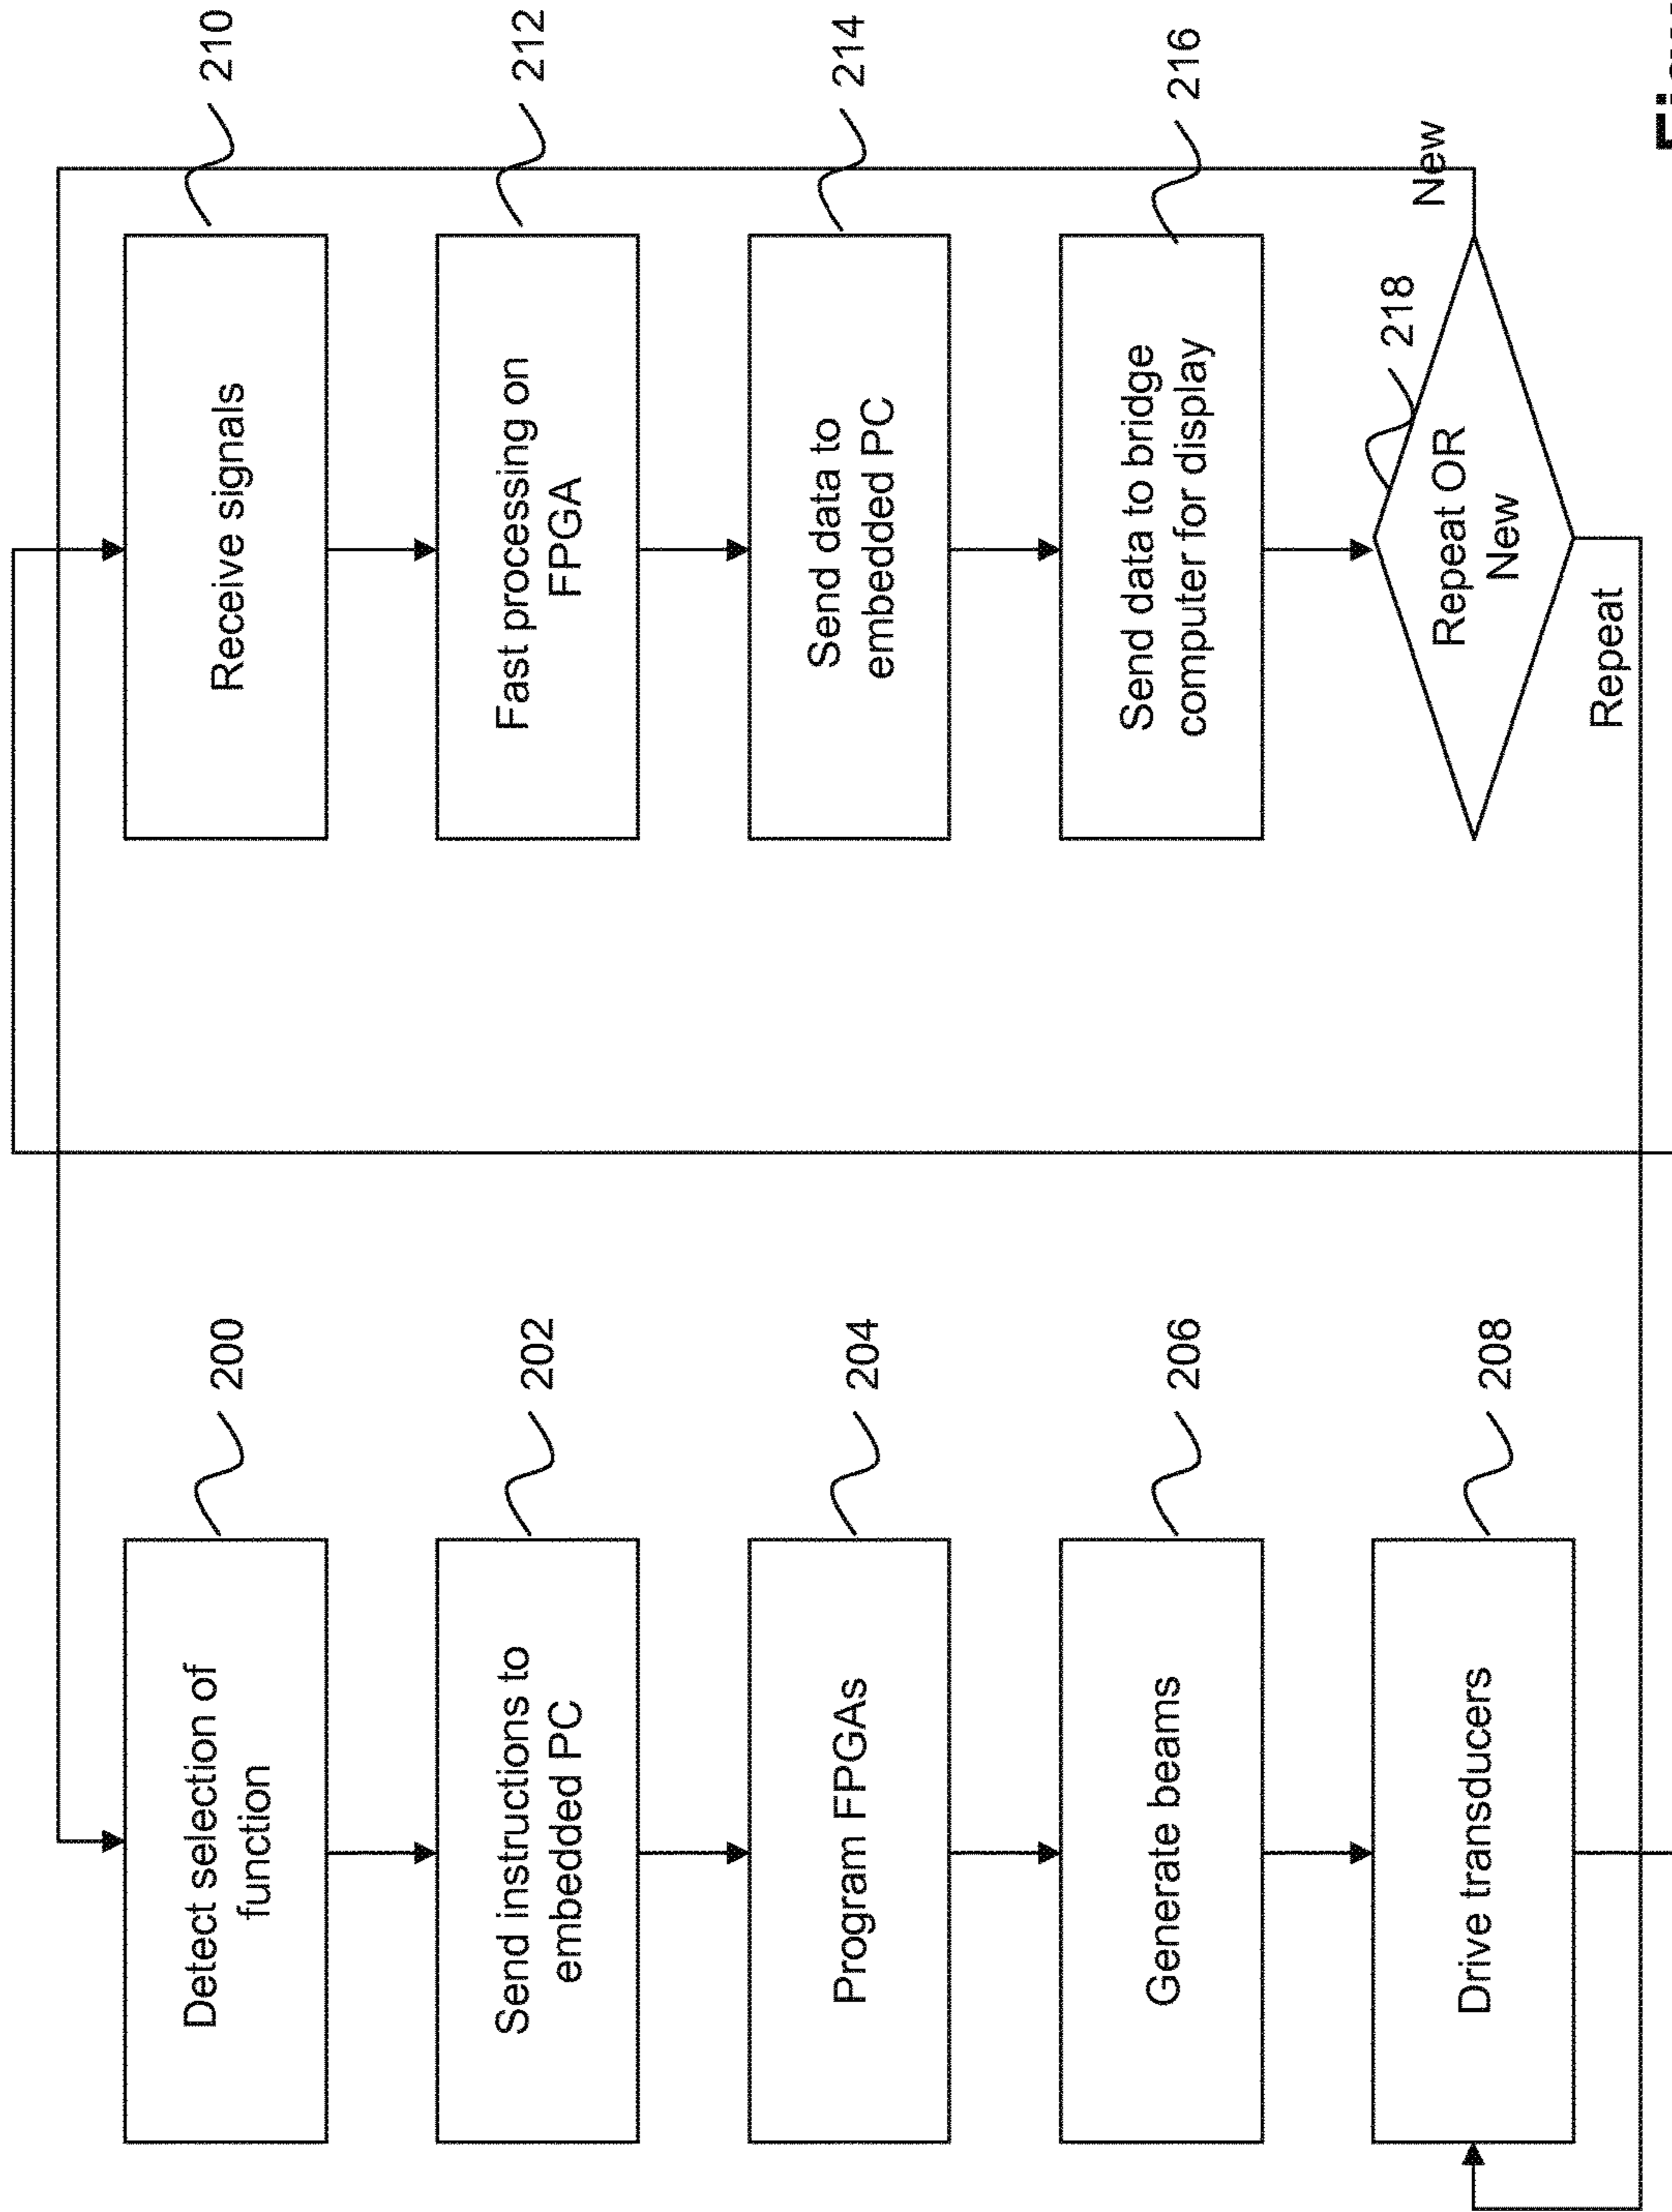 Detect selection of
function
200
Send instructions to
embedded PC
202
Program FPGAs
204
Generate beams
206
Drive transducers
208
Receive signals
210
Fast processing on
FPGA
212
Send data to
embedded PC
214
Send data to bridge
computer for display
216
Repeat OR
New
218
New
Repeat